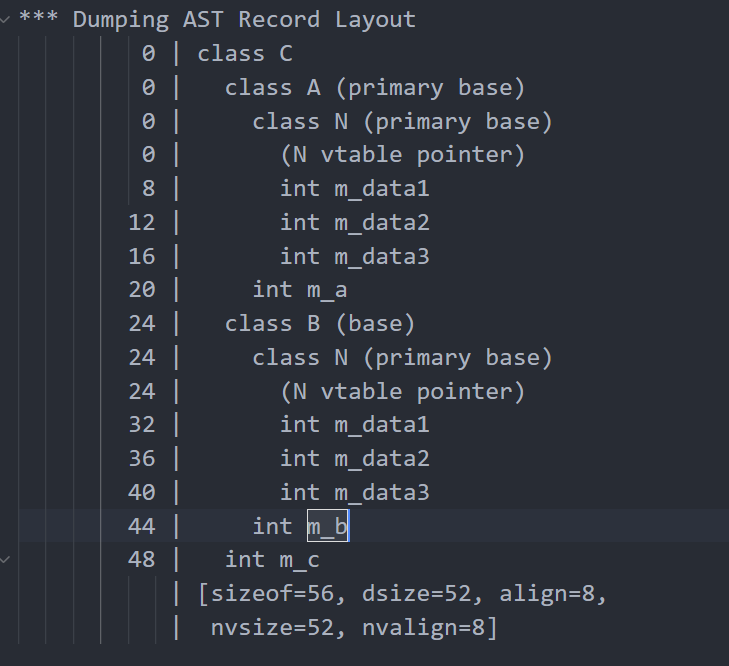 *** Dumping AST Record Layout
0 | class C
0 |   class A (primary base)
0 |     class N (primary base)
0 |       (N vtable pointer)
8 |       int m_data1
12 |       int m_data2
16 |       int m_data3
20 |     int m_a
24 |   class B (base)
24 |     class N (primary base)
24 |       (N vtable pointer)
32 |       int m_data1
36 |       int m_data2
40 |       int m_data3
44 |     int m_b
48 |   int m_c
| [sizeof=56, dsize=52, align=8,
|  nvsize=52, nvalign=8]